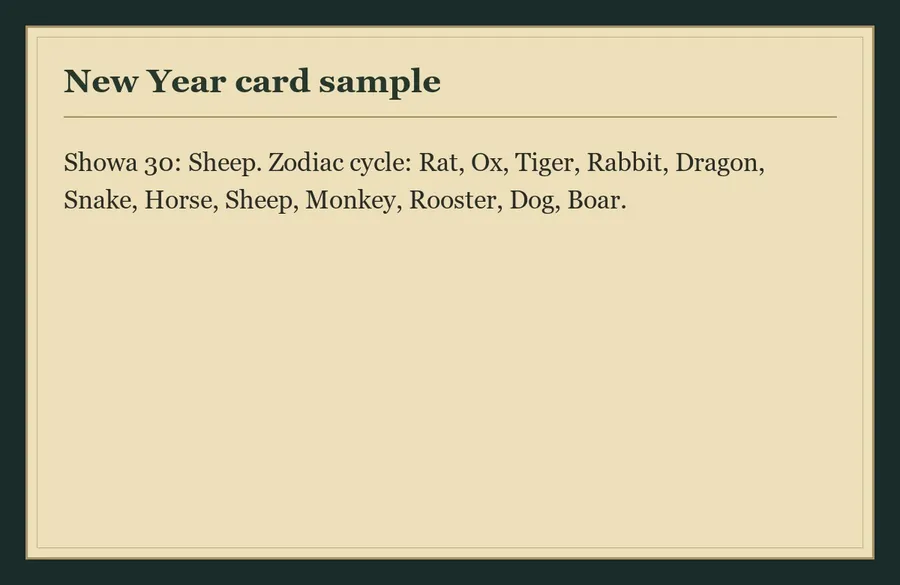 New Year card sample
Showa 30: Sheep. Zodiac cycle: Rat, Ox, Tiger, Rabbit, Dragon,
Snake, Horse, Sheep, Monkey, Rooster, Dog, Boar.